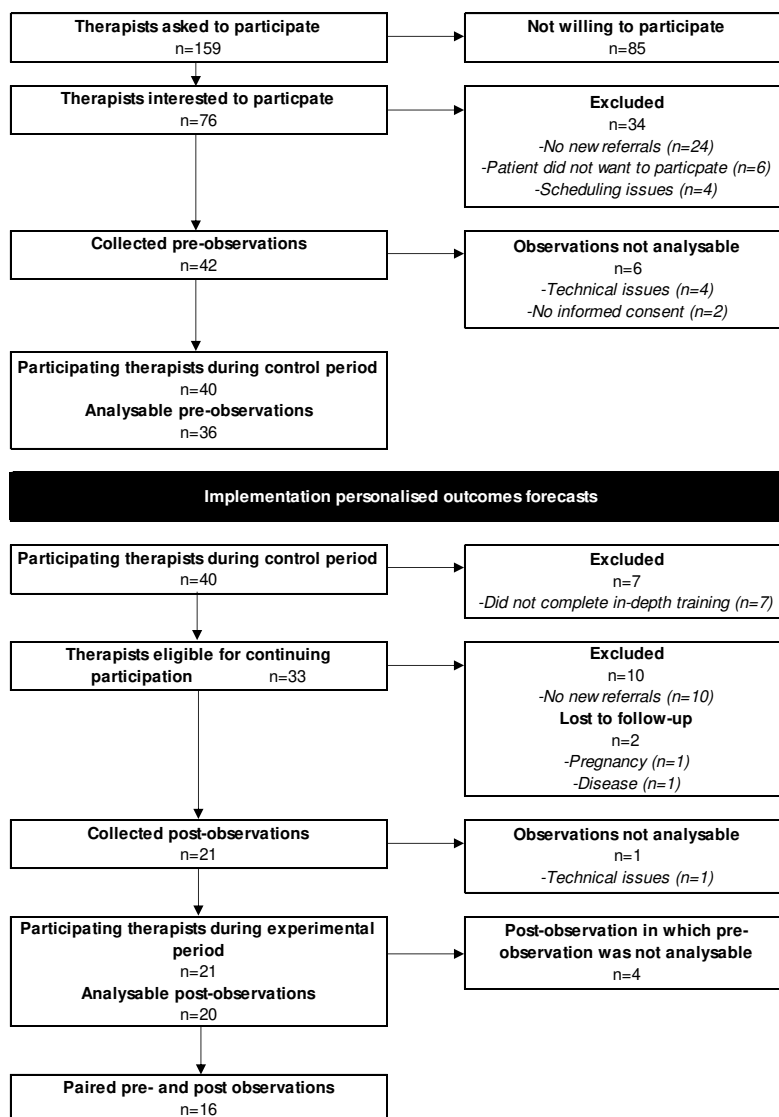 Therapists asked to participate
n=159
Not willing to participate
n=85
Therapists interested to particpate
n=76
Excluded
n=34
-No new referrals (n=24)
-Patient did not want to particpate (n=6)
-Scheduling issues (n=4)
Collected pre-observations
n=42
Observations not analysable
n=6
-Technical issues (n=4)
-No informed consent (n=2)
Participating therapists during control period
n=40
Analysable pre-observations
n=36
Implementation personalised outcomes forecasts
Participating therapists during control period
n=40
Excluded
n=7
-Did not complete in-depth training (n=7)
Therapists eligible for continuing
participation n=33
Excluded
n=10
-No new referrals (n=10)
Lost to follow-up
n=2
-Pregnancy (n=1)
-Disease (n=1)
Collected post-observations
n=21
Observations not analysable
n=1
-Technical issues (n=1)
Participating therapists during experimental
period
n=21
Analysable post-observations
n=20
Post-observation in which pre-
observation was not analysable
n=4
Paired pre- and post observations
n=16